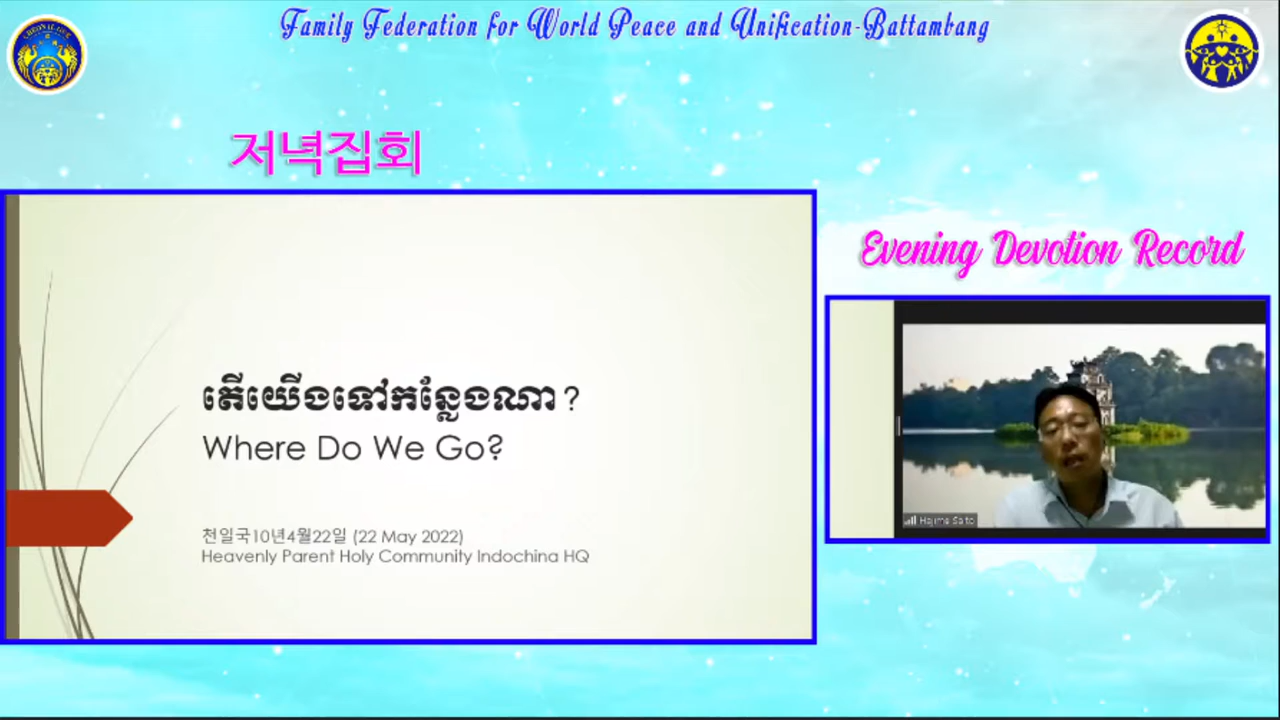 Family Federation for World Peace and Unification-Battambang
저녁집회
Evening Devotion Record
តើយើងទៅកន្លែងណា?
Where Do We Go?
천일국10년4월22일 (22 May 2022)
Heavenly Parent Holy Community Indochina HQ
Hajime Saito